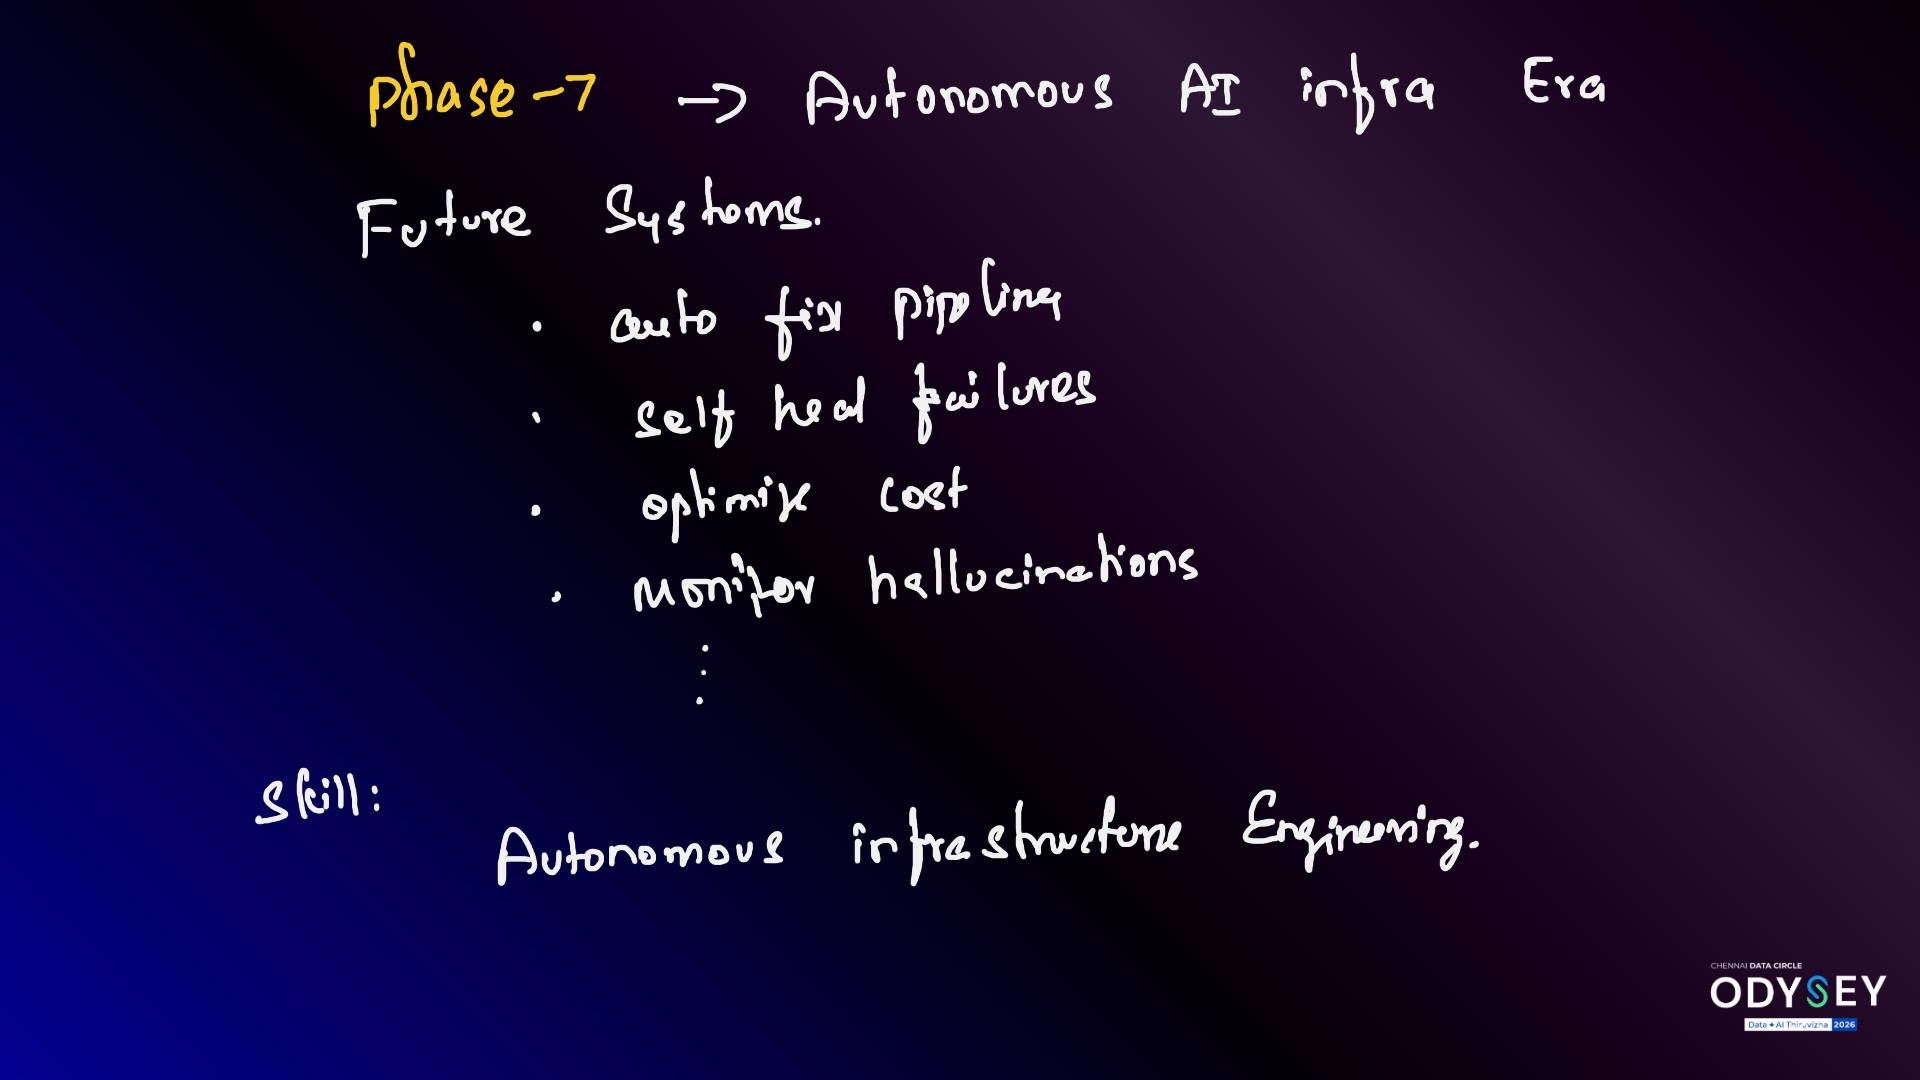 Phase-7 → Autonomous AI infra Era
Future Systems.
• auto fix pipeline
• self heal failures
• optimize cost
• Monitor hallucinations
⋮
Skill:
Autonomous infrastructure Engineering.
CHENNAI DATA CIRCLE
ODYSSEY
Data + AI Thiruvizha 2026